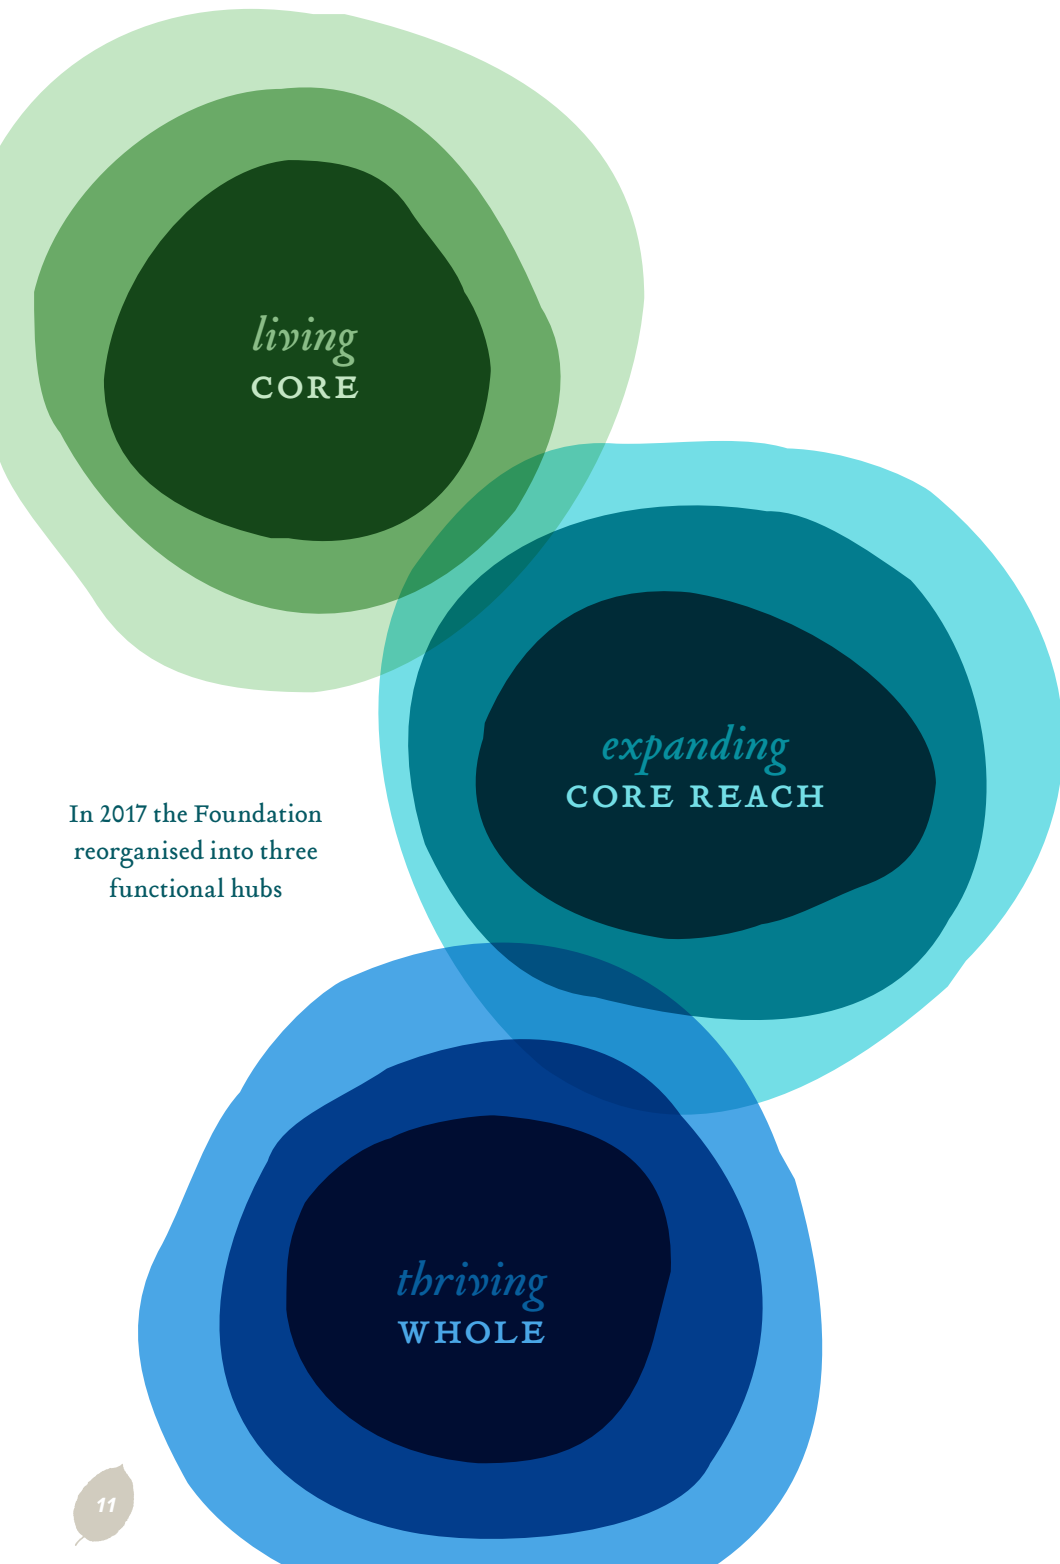 living
CORE
expanding
CORE REACH
In 2017 the Foundation
reorganised into three
functional hubs
thriving
WHOLE
11